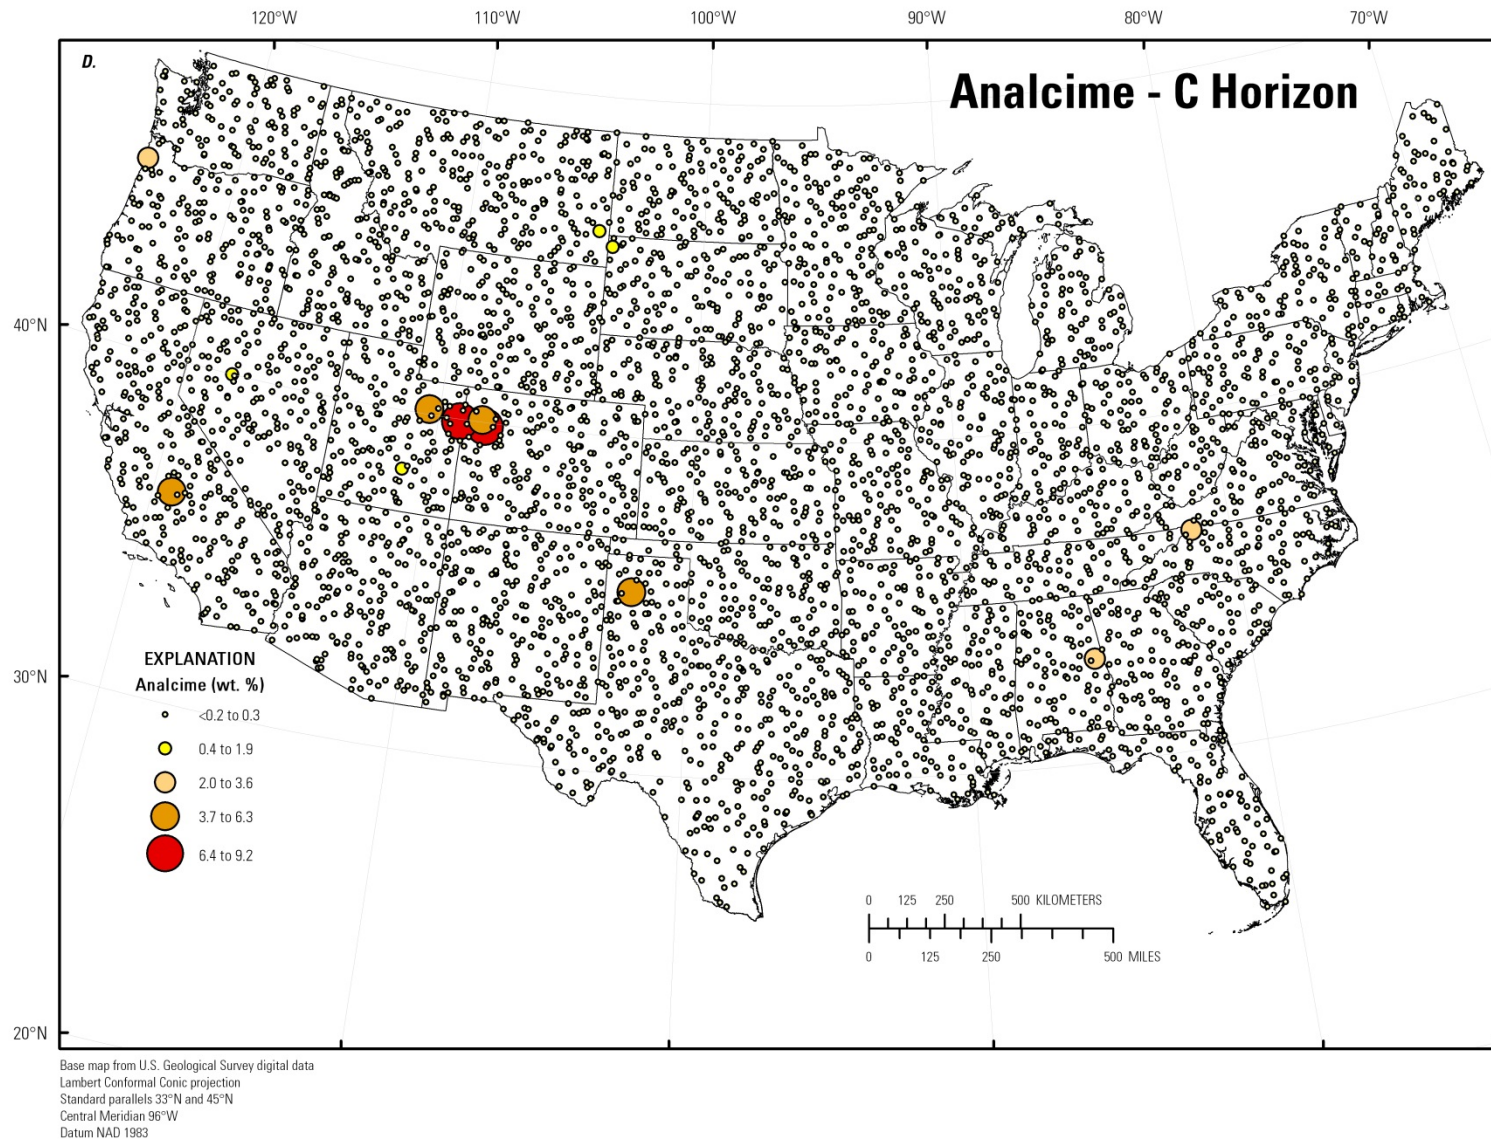 120°W 110°W 100°W 90°W 80°W 70°W
D.
Analcime - C Horizon
40°N
30°N
20°N
EXPLANATION
Analcime (wt. %)
<0.2 to 0.3
0.4 to 1.9
2.0 to 3.6
3.7 to 6.3
6.4 to 9.2
0 125 250 500 KILOMETERS
0 125 250 500 MILES
Base map from U.S. Geological Survey digital data
Lambert Conformal Conic projection
Standard parallels 33°N and 45°N
Central Meridian 96°W
Datum NAD 1983